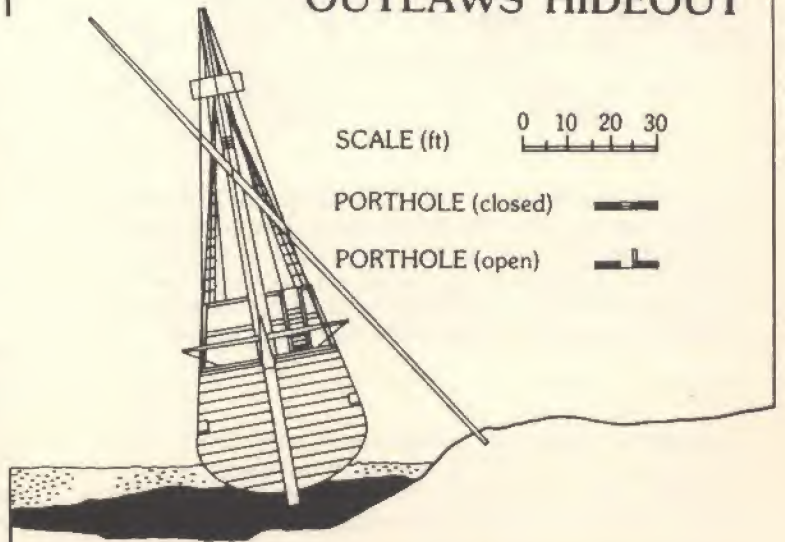 OUTLAWS' HIDEOUT
SCALE (ft) 0 10 20 30
PORTHOLE (closed)
PORTHOLE (open)